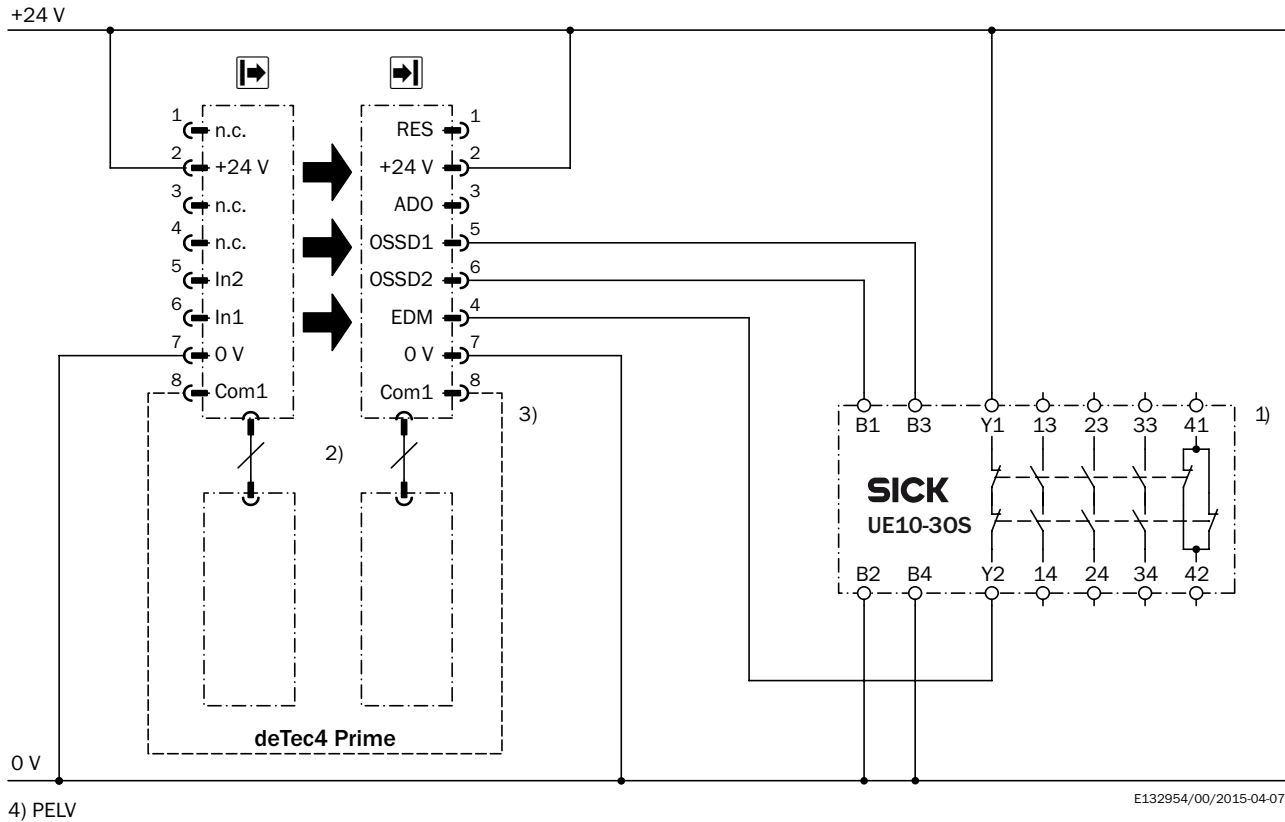 +24 V
1 n.c. RES 1
2 +24 V +24 V 2
3 n.c. ADO 3
4 n.c. OSSD1 5
5 In2 OSSD2 6
6 In1 EDM 4
7 0 V 0 V 7
8 Com1 Com1 8
3)
1)
B1 B3 Y1 13 23 33 41
2)
SICK
UE10-3OS
B2 B4 Y2 14 24 34 42
deTec4 Prime
0 V
4) PELV
E132954/00/2015-04-07